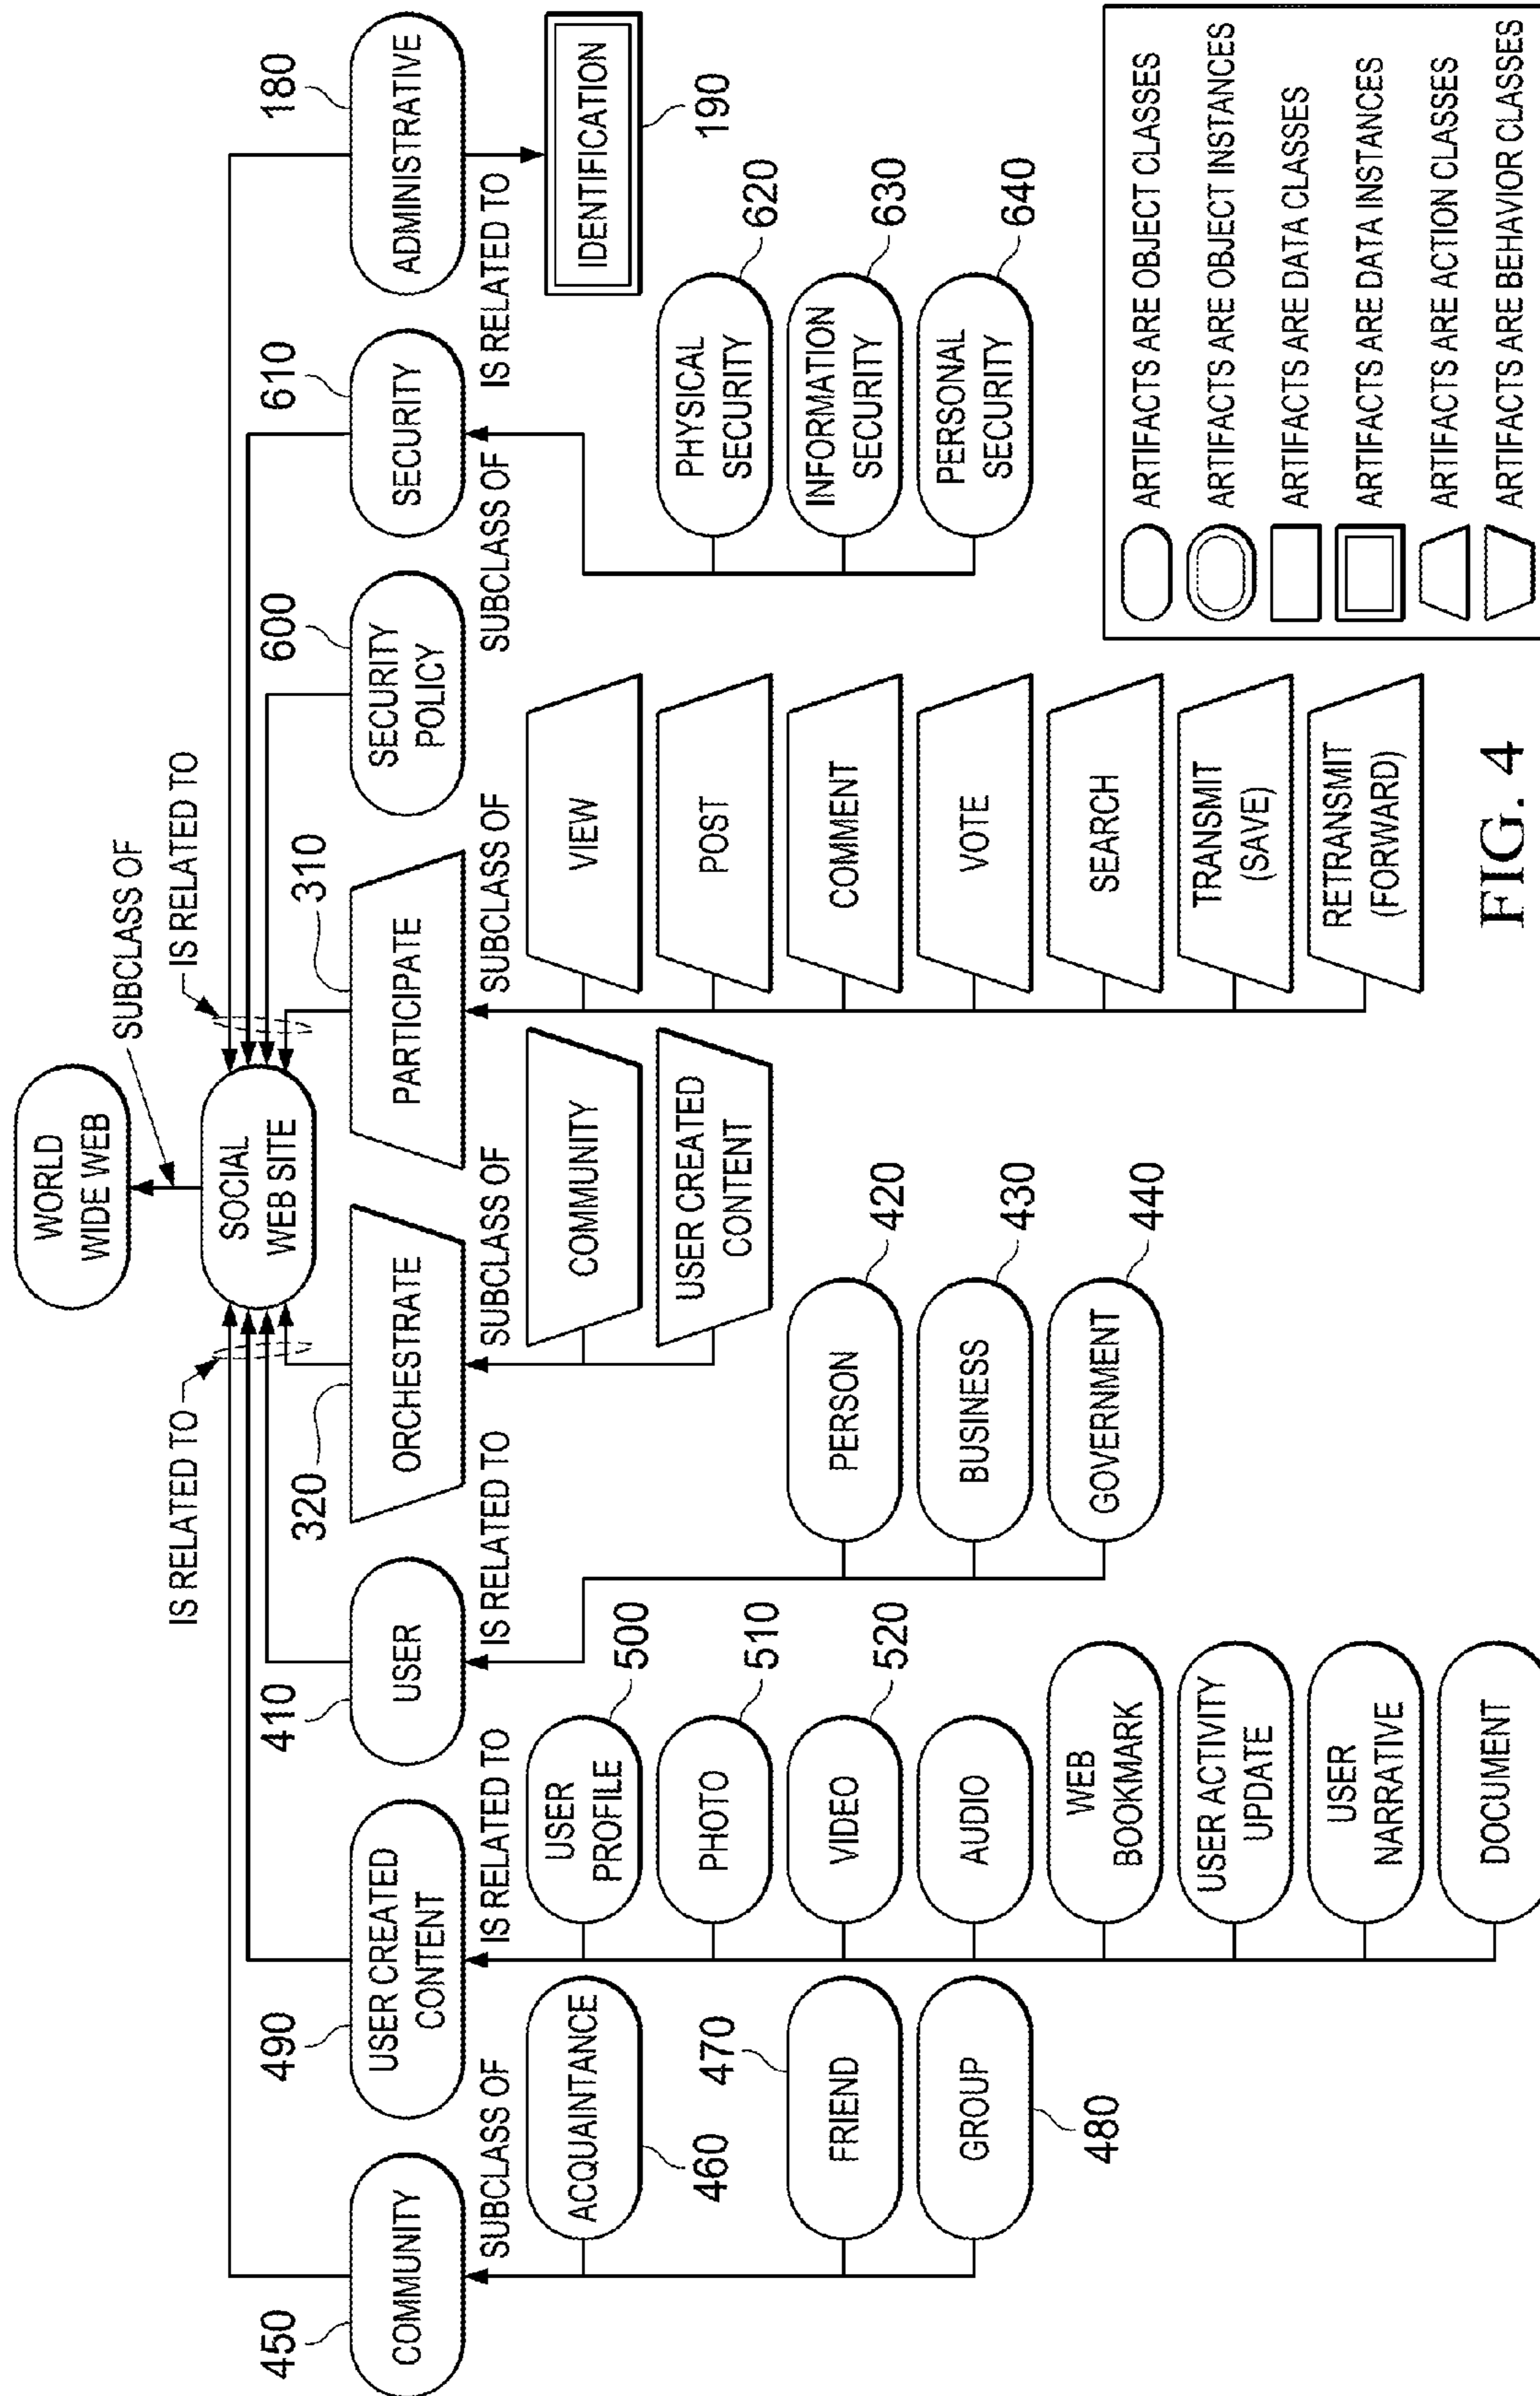 WORLD
WIDE WEB
SUBCLASS OF
IS RELATED TO
IS RELATED TO
SOCIAL
WEB SITE
450
COMMUNITY
SUBCLASS OF
ACQUAINTANCE
460
470
FRIEND
GROUP
480
490
USER CREATED
CONTENT
IS RELATED TO
USER
PROFILE
500
PHOTO
510
VIDEO
520
AUDIO
WEB
BOOKMARK
USER ACTIVITY
UPDATE
USER
NARRATIVE
DOCUMENT
410
USER
IS RELATED TO
PERSON
420
BUSINESS
430
GOVERNMENT
440
320
ORCHESTRATE
SUBCLASS OF
COMMUNITY
USER CREATED
CONTENT
310
PARTICIPATE
SUBCLASS OF
VIEW
POST
COMMENT
VOTE
SEARCH
TRANSMIT
(SAVE)
RETRANSMIT
(FORWARD)
600
SECURITY
POLICY
610
SECURITY
SUBCLASS OF
PHYSICAL
SECURITY
620
INFORMATION
SECURITY
630
PERSONAL
SECURITY
640
180
ADMINISTRATIVE
IS RELATED TO
IDENTIFICATION
190
ARTIFACTS ARE OBJECT CLASSES
ARTIFACTS ARE OBJECT INSTANCES
ARTIFACTS ARE DATA CLASSES
ARTIFACTS ARE DATA INSTANCES
ARTIFACTS ARE ACTION CLASSES
ARTIFACTS ARE BEHAVIOR CLASSES
FIG. 4